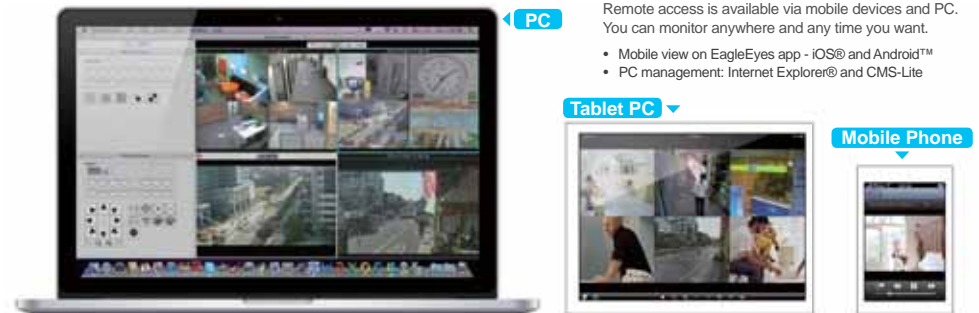 PC
Remote access is available via mobile devices and PC.
You can monitor anywhere and any time you want.
• Mobile view on EagleEyes app - iOS® and Android™
• PC management: Internet Explorer® and CMS-Lite
Tablet PC
Mobile Phone